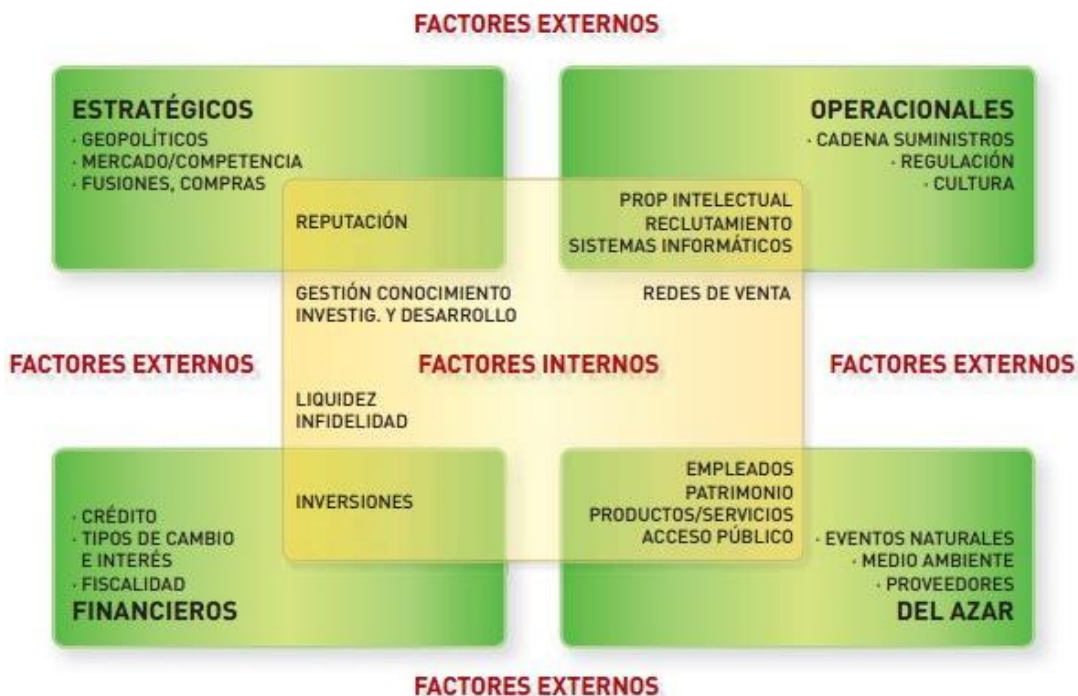 FACTORES EXTERNOS
ESTRATÉGICOS
· GEOPOLÍTICOS
· MERCADO/COMPETENCIA
· FUSIONES, COMPRAS
OPERACIONALES
· CADENA SUMINISTROS
· REGULACIÓN
· CULTURA
REPUTACIÓN
PROP INTELECTUAL
RECLUTAMIENTO
SISTEMAS INFORMÁTICOS
GESTIÓN CONOCIMIENTO
INVESTIG. Y DESARROLLO
REDES DE VENTA
FACTORES EXTERNOS
FACTORES INTERNOS
FACTORES EXTERNOS
LIQUIDEZ
INFIDELIDAD
INVERSIONES
EMPLEADOS
PATRIMONIO
PRODUCTOS/SERVICIOS
ACCESO PÚBLICO
· CRÉDITO
· TIPOS DE CAMBIO
E INTERÉS
· FISCALIDAD
FINANCIEROS
· EVENTOS NATURALES
· MEDIO AMBIENTE
· PROVEEDORES
DEL AZAR
FACTORES EXTERNOS